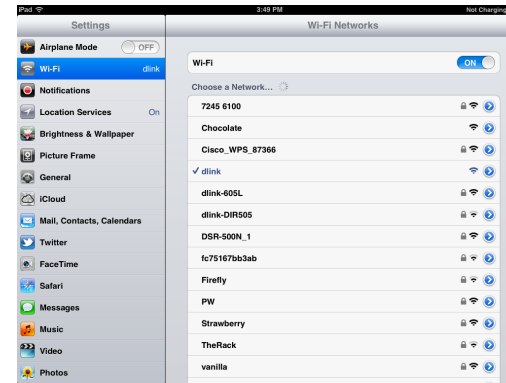 iPad 3:49 PM Not Charging
Settings
Airplane Mode OFF
Wi-Fi dlink
Notifications
Location Services On
Brightness & Wallpaper
Picture Frame
General
iCloud
Mail, Contacts, Calendars
Twitter
FaceTime
Safari
Messages
Music
Video
Photos
Wi-Fi Networks
Wi-Fi ON
Choose a Network...
7245 6100
Chocolate
Cisco_WPS_87366
✓ dlink
dlink-605L
dlink-DIR505
DSR-500N_1
fc75167bb3ab
Firefly
PW
Strawberry
TheRack
vanilla